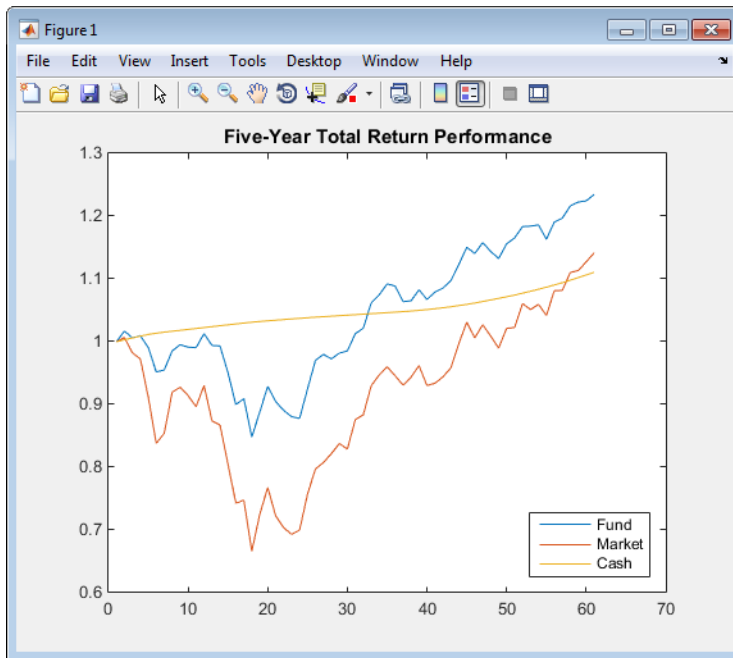 Figure 1
File Edit View Insert Tools Desktop Window Help
Five-Year Total Return Performance
1.3
1.2
1.1
1
0.9
0.8
0.7
0.6
0 10 20 30 40 50 60 70
Fund
Market
Cash